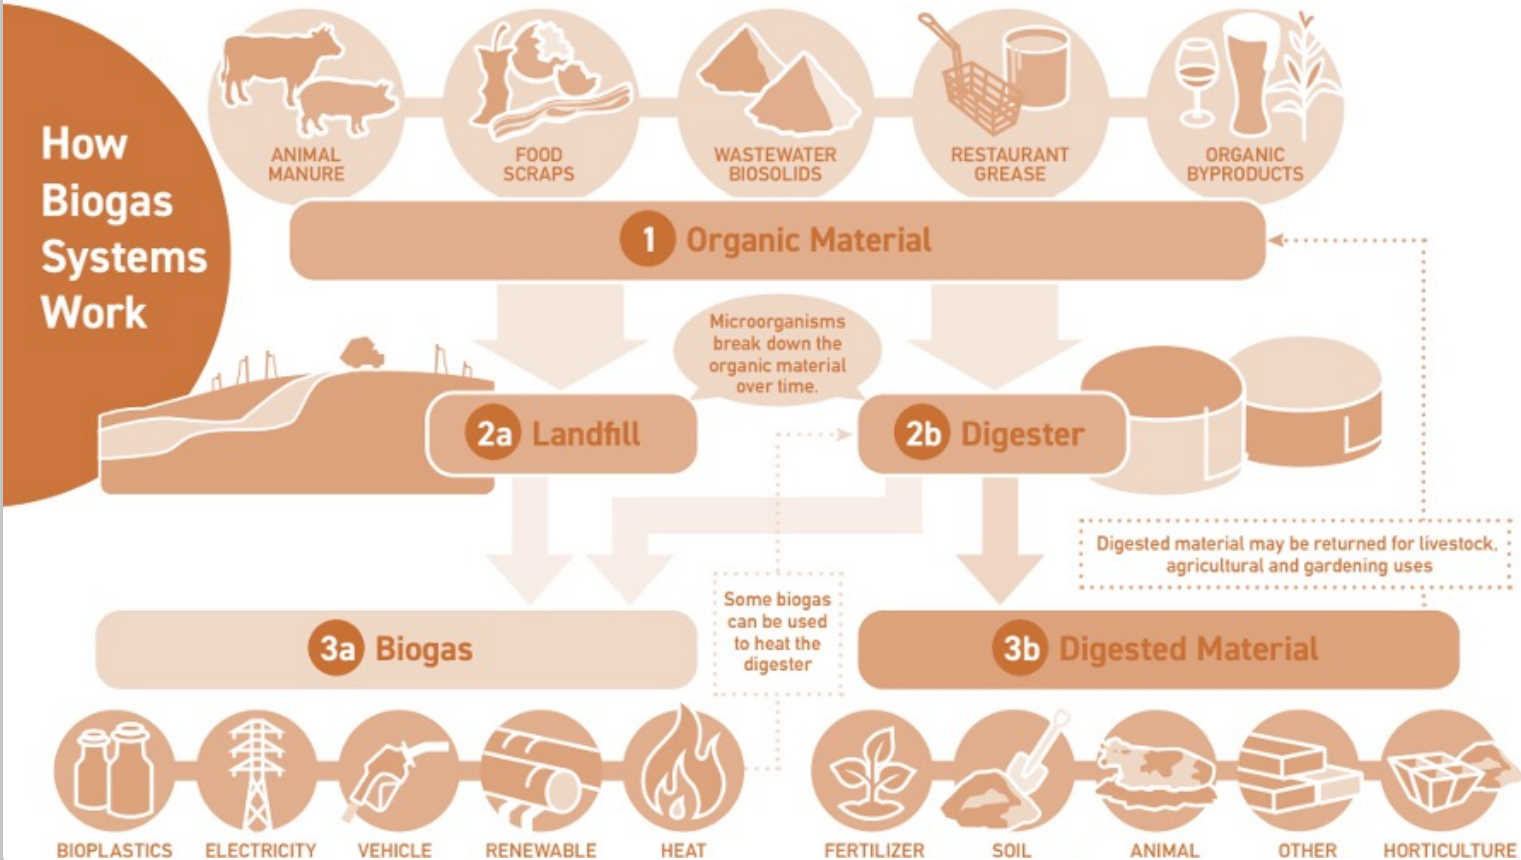 How
Biogas
Systems
Work
ANIMAL
MANURE
FOOD
SCRAPS
WASTEWATER
BIOSOLIDS
RESTAURANT
GREASE
ORGANIC
BYPRODUCTS
1 Organic Material
Microorganisms
break down the
organic material
over time.
2a Landfill
2b Digester
Digested material may be returned for livestock,
agricultural and gardening uses
Some biogas
can be used
to heat the
digester
3a Biogas
3b Digested Material
BIOPLASTICS
ELECTRICITY
VEHICLE
RENEWABLE
HEAT
FERTILIZER
SOIL
ANIMAL
OTHER
HORTICULTURE